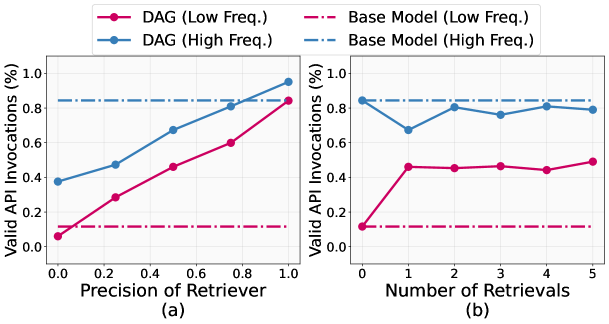 DAG (Low Freq.)
Base Model (Low Freq.)
DAG (High Freq.)
Base Model (High Freq.)
Valid API Invocations (%)
1.0
0.8
0.6
0.4
0.2
0.0
0.0 0.2 0.4 0.6 0.8 1.0
Precision of Retriever
(a)
Valid API Invocations (%)
1.0
0.8
0.6
0.4
0.2
0.0
0 1 2 3 4 5
Number of Retrievals
(b)